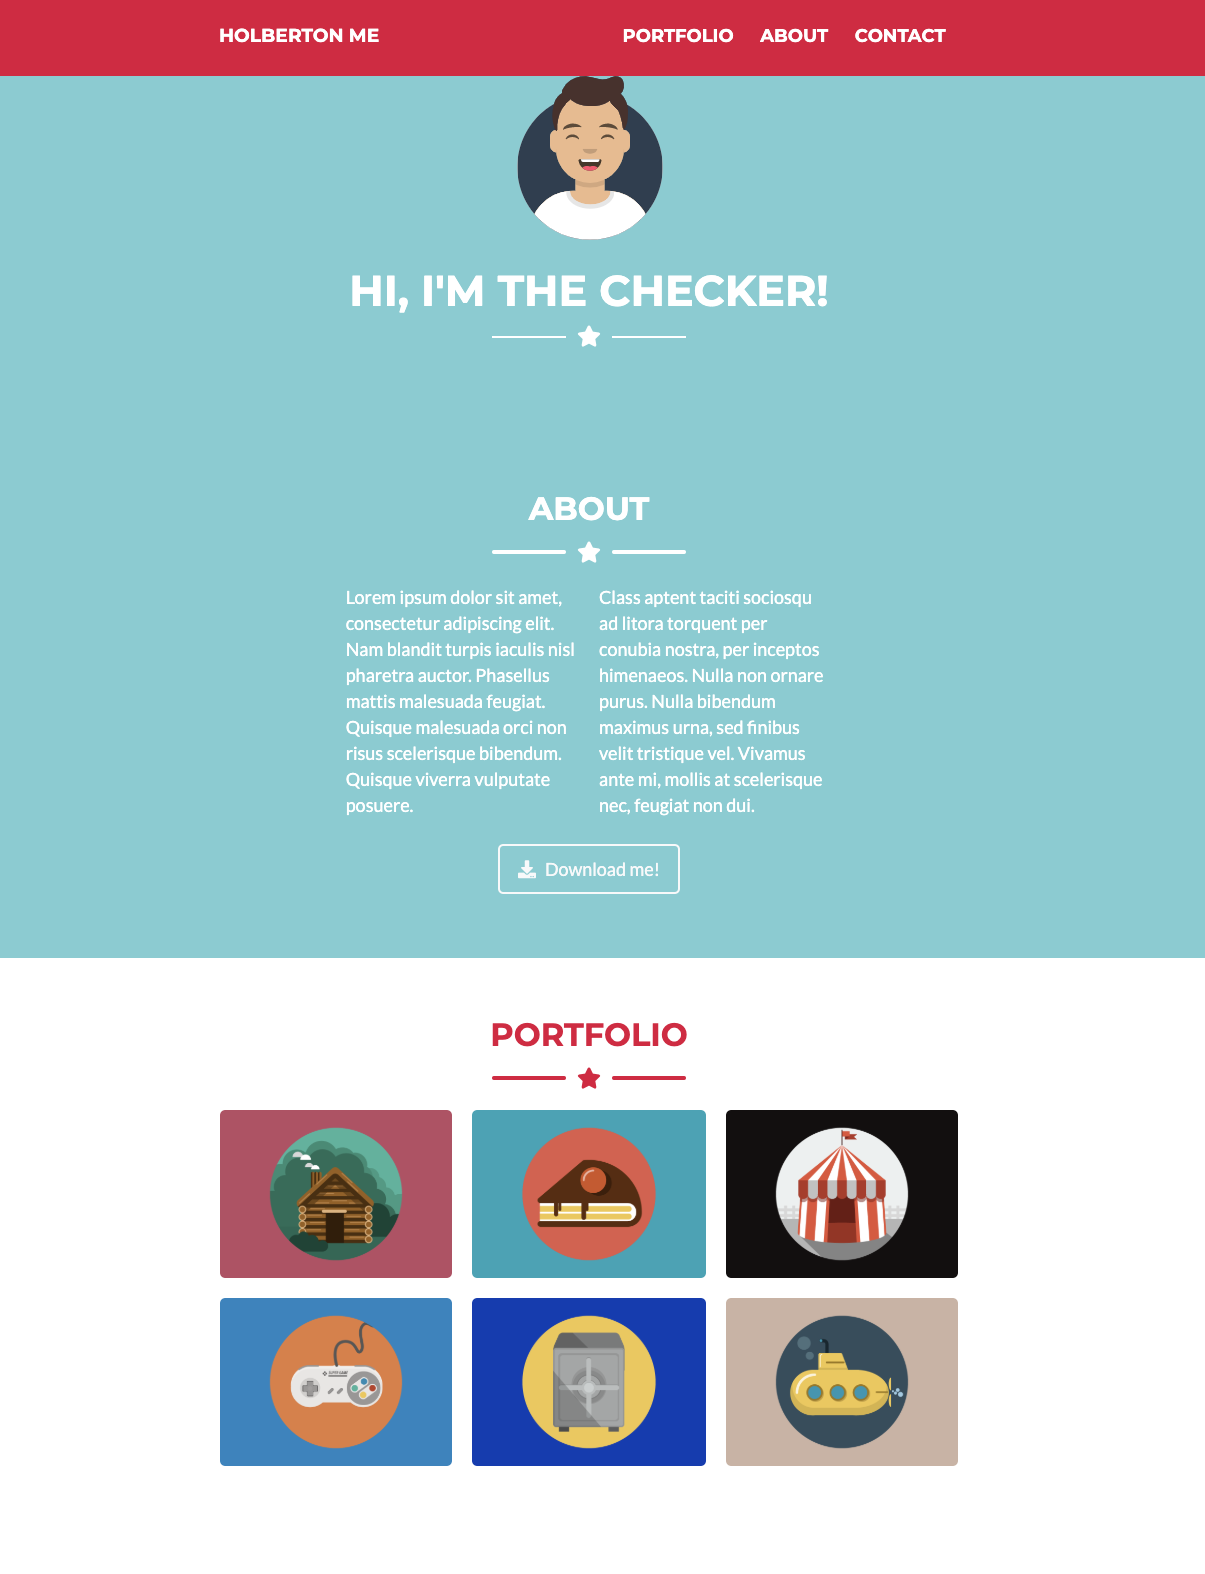 HOLBERTON ME
PORTFOLIO ABOUT CONTACT
HI, I'M THE CHECKER!
ABOUT
Lorem ipsum dolor sit amet,
consectetur adipiscing elit.
Nam blandit turpis iaculis nisl
pharetra auctor. Phasellus
mattis malesuada feugiat.
Quisque malesuada orci non
risus scelerisque bibendum.
Quisque viverra vulputate
posuere.
Class aptent taciti sociosqu
ad litora torquent per
conubia nostra, per inceptos
himenaeos. Nulla non ornare
purus. Nulla bibendum
maximus urna, sed finibus
velit tristique vel. Vivamus
ante mi, mollis at scelerisque
nec, feugiat non dui.
Download me!
PORTFOLIO